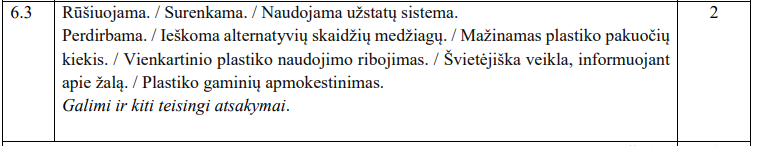 6.3 Rūšiuojama. / Surenkama. / Naudojama užstatų sistema. 2
Perdirbama. / Ieškoma alternatyvių skaidžių medžiagų. / Mažinamas plastiko pakuočių
kiekis. / Vienkartinio plastiko naudojimo ribojimas. / Švietėjiška veikla, informuojant
apie žalą. / Plastiko gaminių apmokestinimas.
Galimi ir kiti teisingi atsakymai.